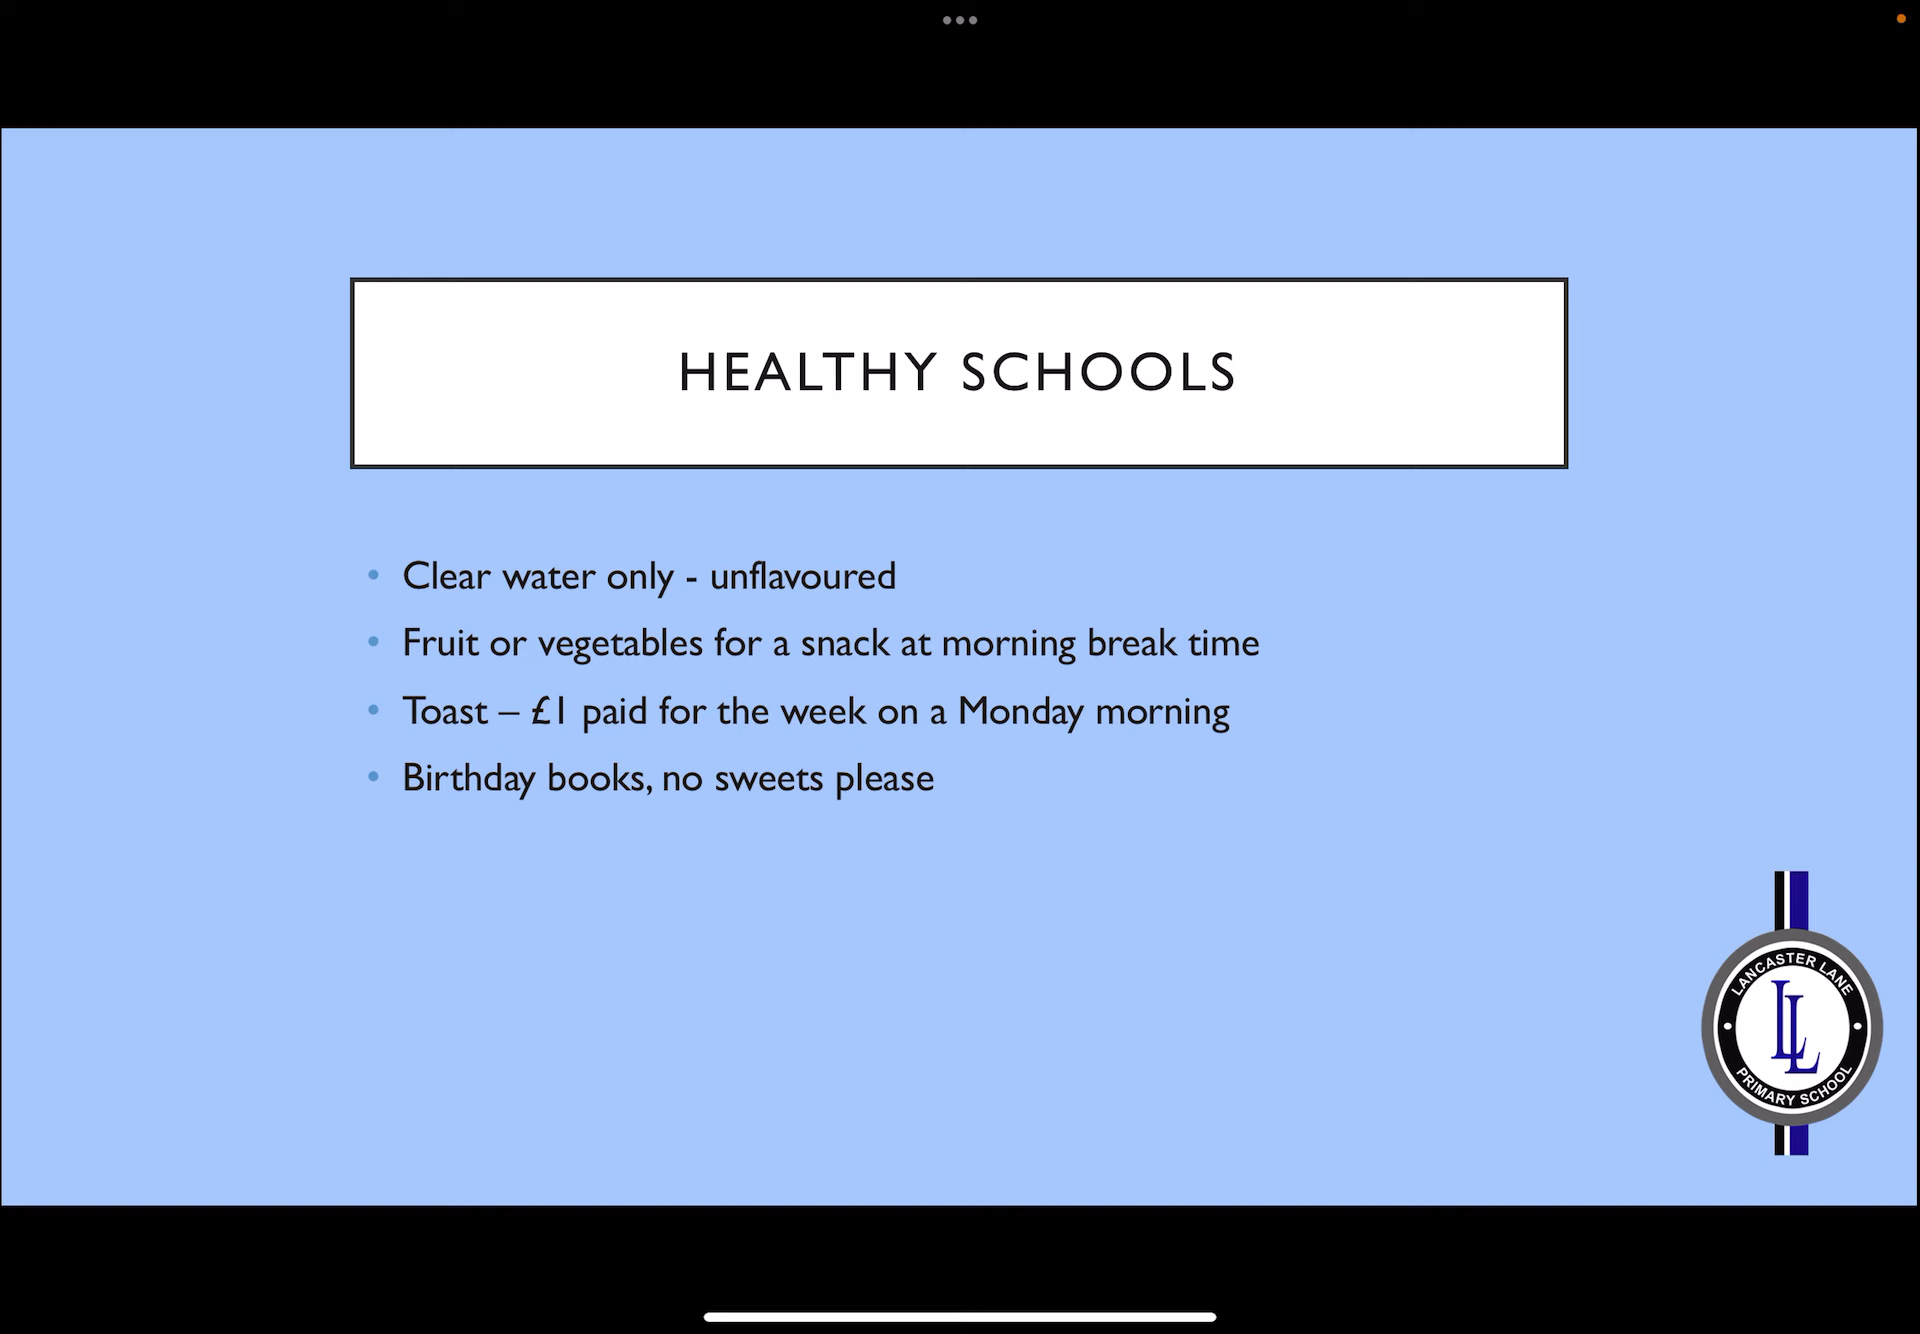 HEALTHY SCHOOLS
• Clear water only - unflavoured
• Fruit or vegetables for a snack at morning break time
• Toast – £1 paid for the week on a Monday morning
• Birthday books, no sweets please
LANCASTER LANE
LL
PRIMARY SCHOOL